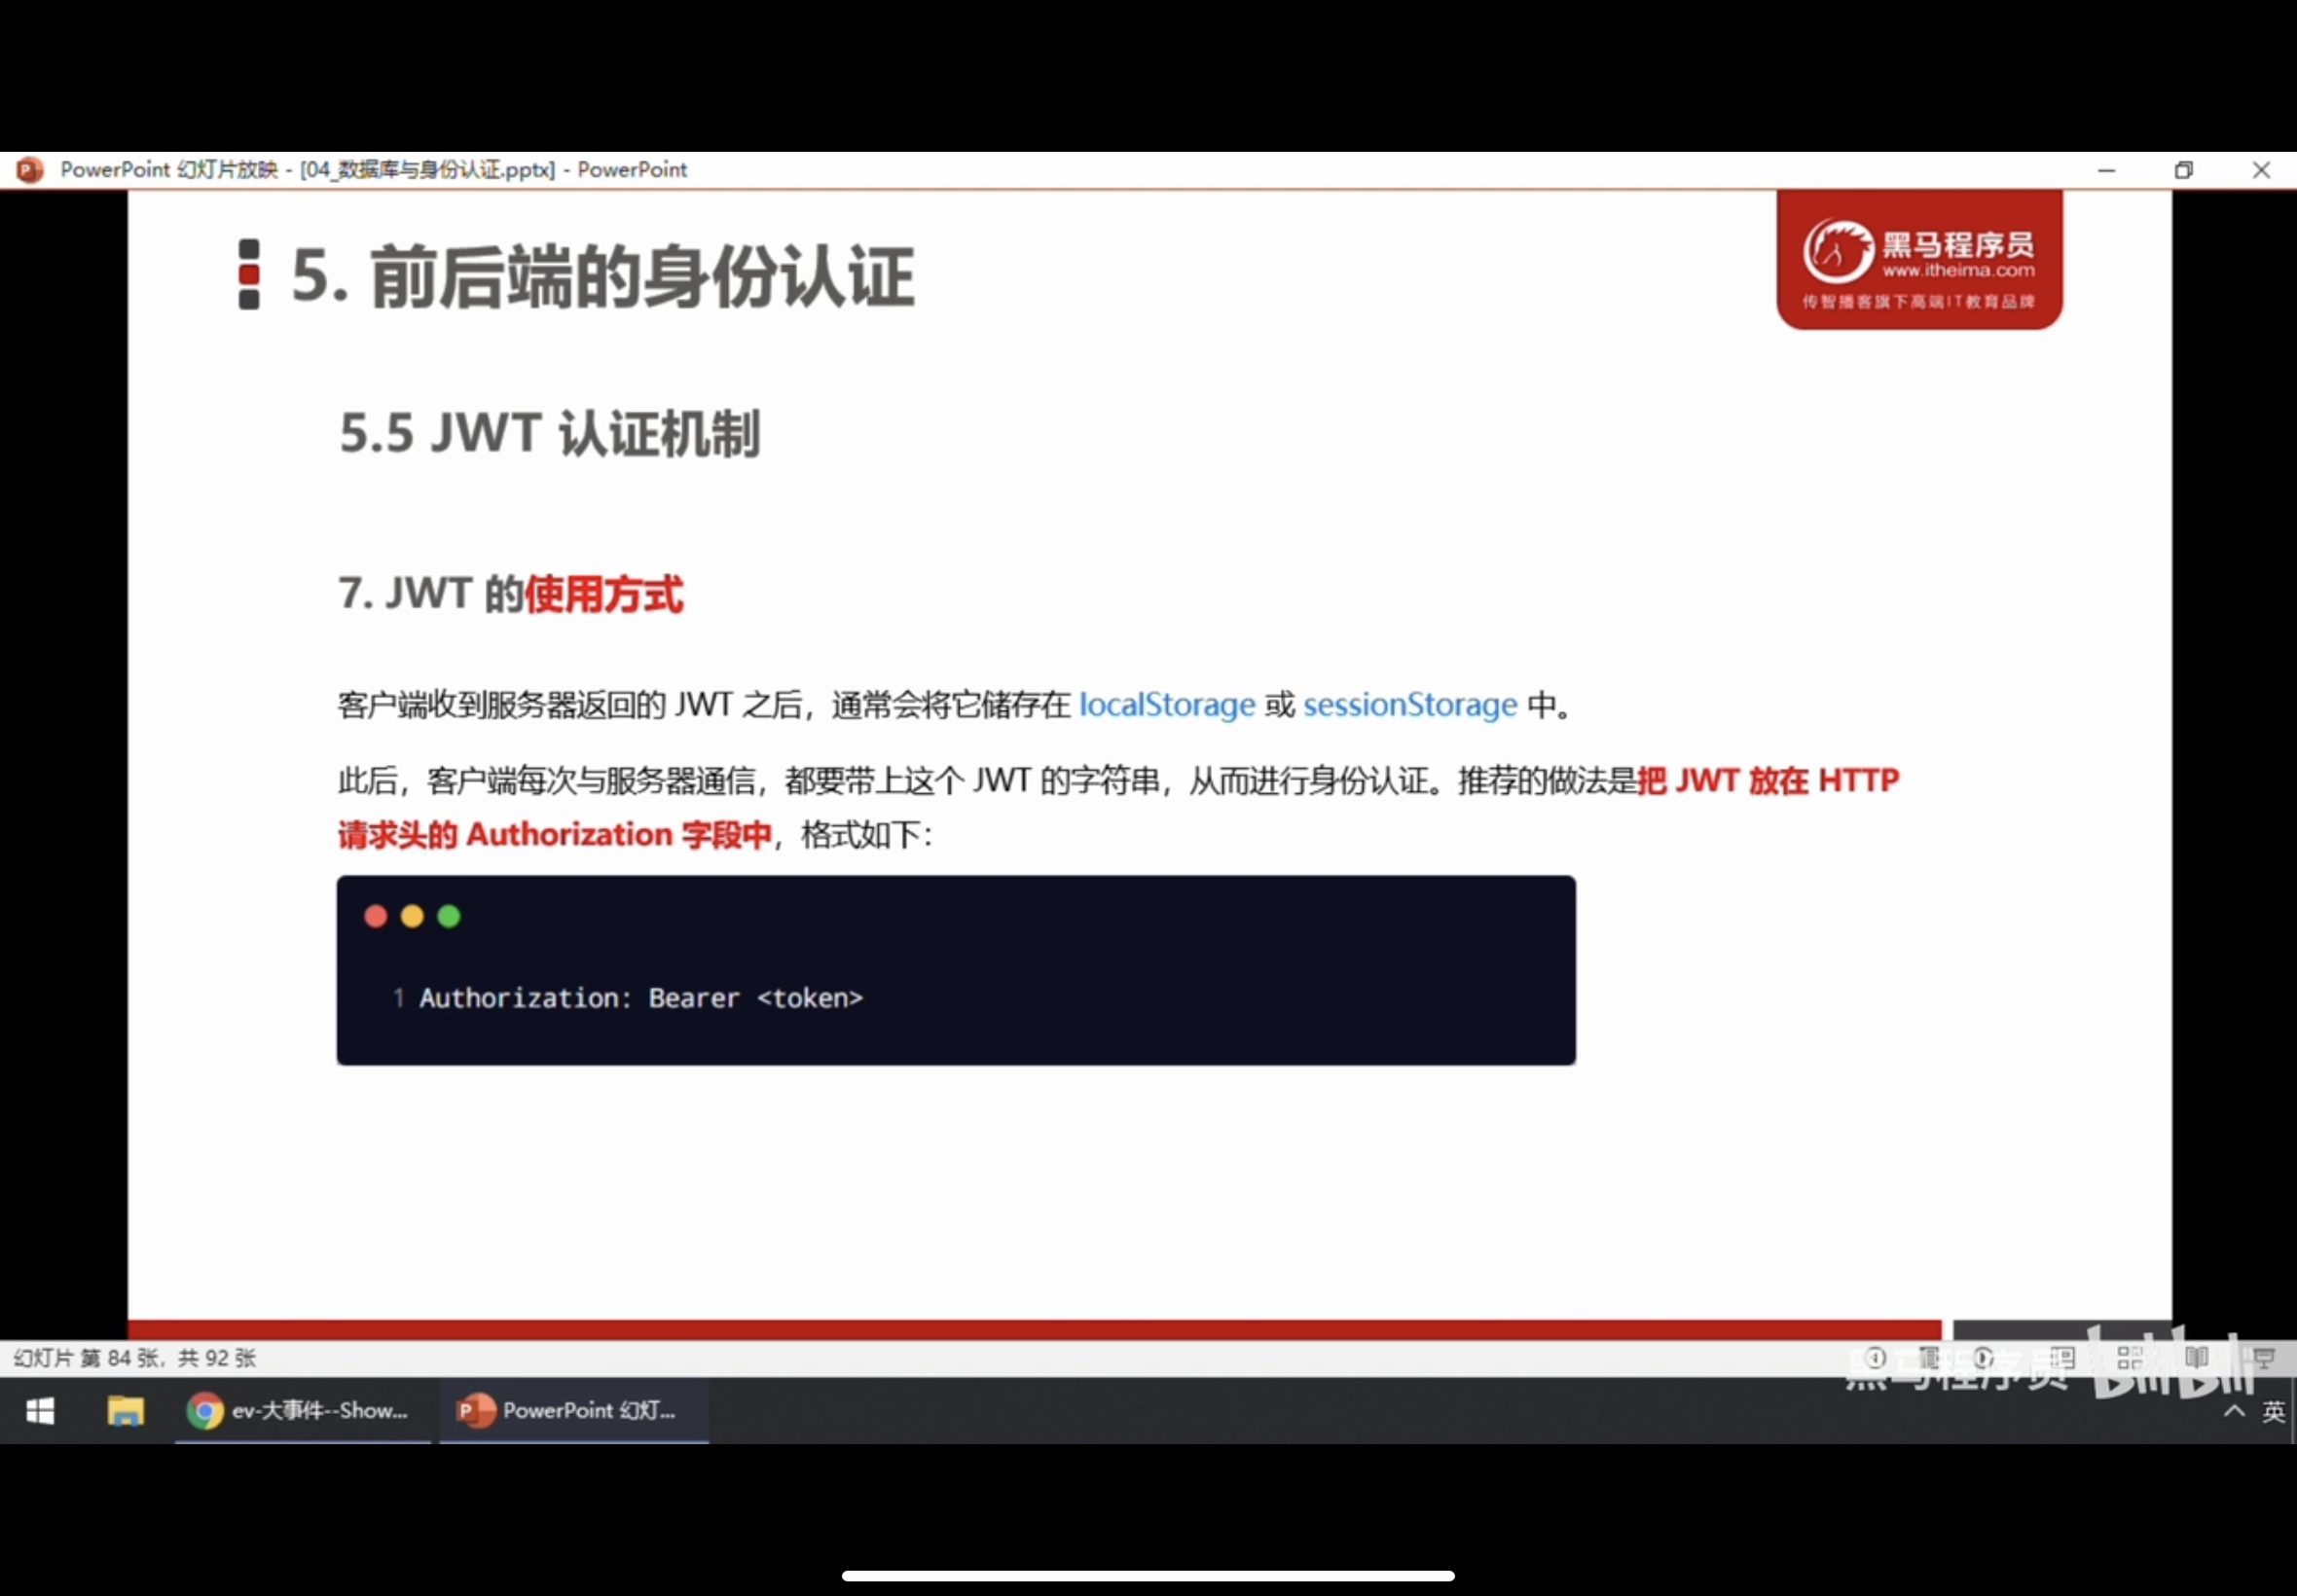 PowerPoint 幻灯片放映 - [04_数据库与身份认证.pptx] - PowerPoint
5. 前后端的身份认证
黑马程序员
www.itheima.com
传智播客旗下高端IT教育品牌
5.5 JWT 认证机制
7. JWT 的使用方式
客户端收到服务器返回的 JWT 之后，通常会将它储存在 localStorage 或 sessionStorage 中。
此后，客户端每次与服务器通信，都要带上这个 JWT 的字符串，从而进行身份认证。推荐的做法是把 JWT 放在 HTTP
请求头的 Authorization 字段中，格式如下：
1 Authorization: Bearer <token>
幻灯片 第 84 张，共 92 张
黑马程序员 bilibili
ev-大事件--Show...
PowerPoint 幻灯...
英